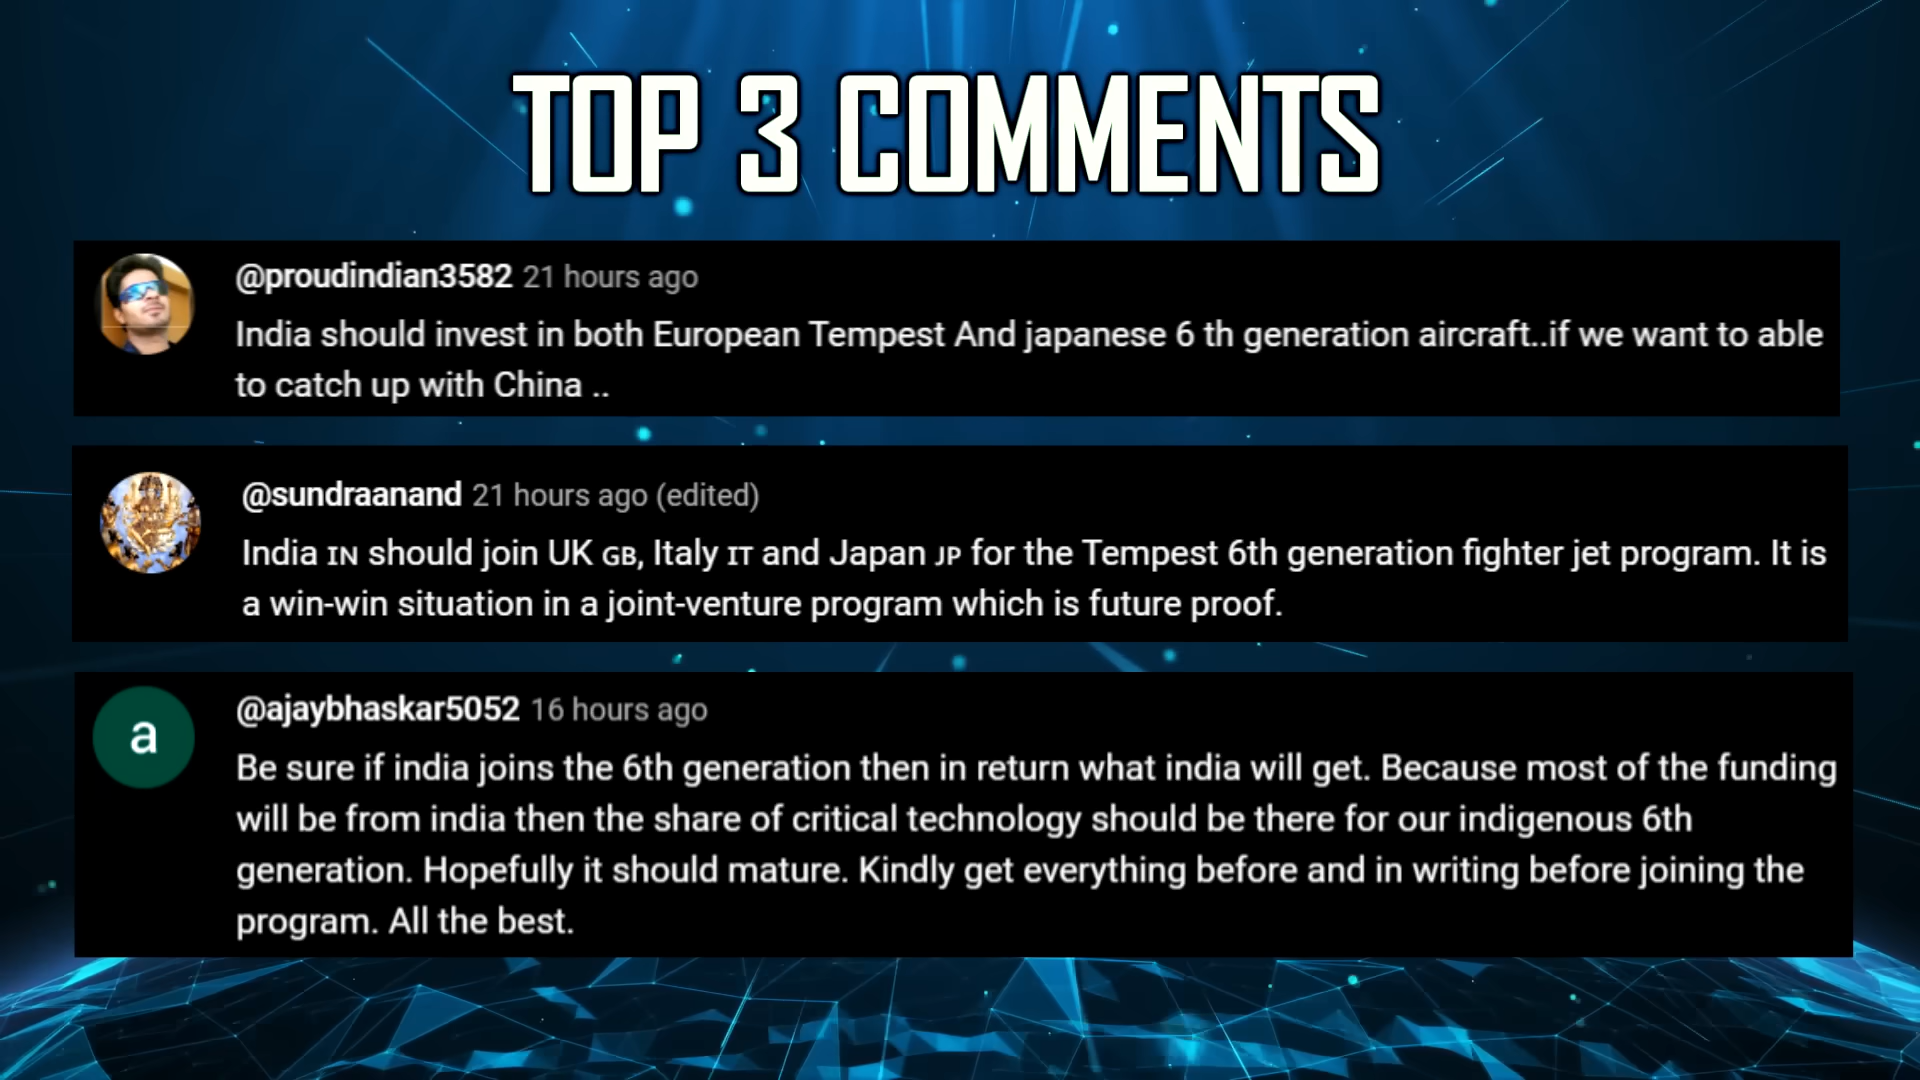 TOP 3 COMMENTS
@proudindian3582 21 hours ago
India should invest in both European Tempest And japanese 6 th generation aircraft..if we want to able
to catch up with China ..
@sundraanand 21 hours ago (edited)
India IN should join UK GB, Italy IT and Japan JP for the Tempest 6th generation fighter jet program. It is
a win-win situation in a joint-venture program which is future proof.
a
@ajaybhaskar5052 16 hours ago
Be sure if india joins the 6th generation then in return what india will get. Because most of the funding
will be from india then the share of critical technology should be there for our indigenous 6th
generation. Hopefully it should mature. Kindly get everything before and in writing before joining the
program. All the best.